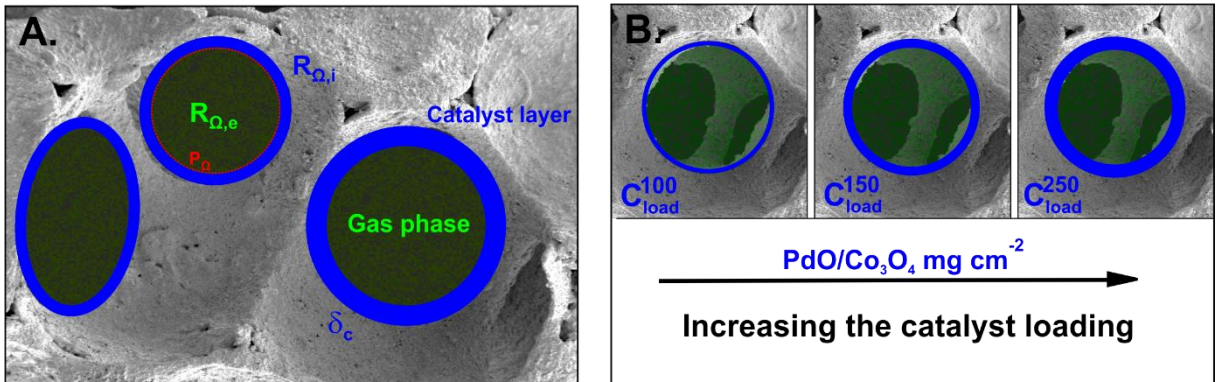 A.
R_Ω,i
R_Ω,e
P_Ω
Catalyst layer
Gas phase
δ_c
B.
C_load^100
C_load^150
C_load^250
PdO/Co₃O₄ mg cm⁻²
Increasing the catalyst loading